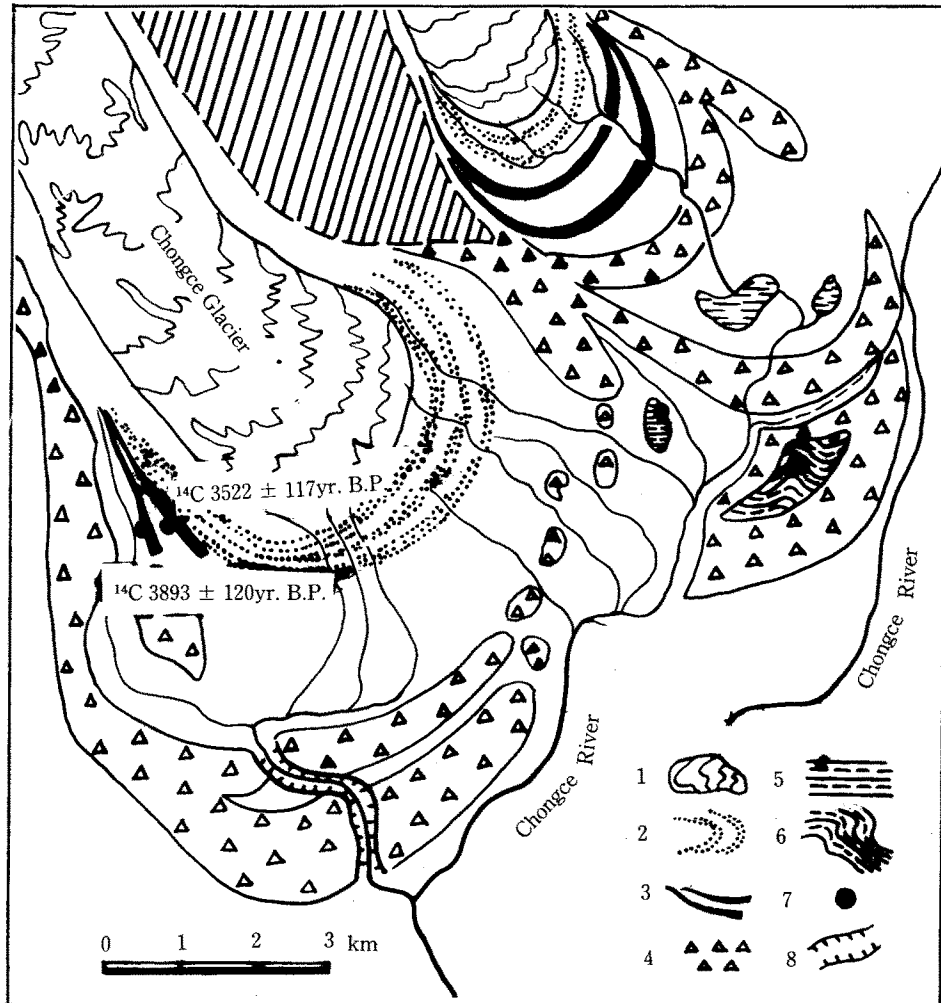 Chongce Glacier
¹⁴C 3522 ± 117yr. B.P.
¹⁴C 3893 ± 120yr. B.P.
Chongce River
Chongce River
1
5
2
6
3
7
4
8
0 1 2 3 km